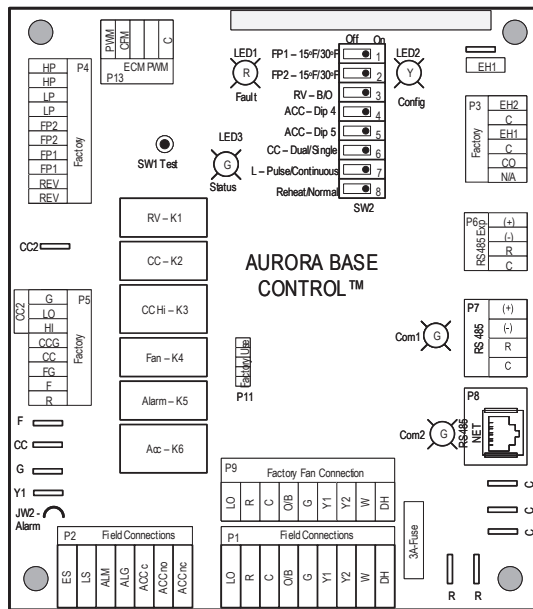 PWM
CFM
C
ECM PWM
P13
LED1
R
Fault
Off
On
FP1 – 15ºF/30ºF
1
FP2 – 15ºF/30ºF
2
RV – B/O
3
ACC – Dip 4
4
ACC – Dip 5
5
CC – Dual/Single
6
L – Pulse/Continuous
7
Reheat/Normal
8
SW2
LED2
Y
Config
EH1
P4
HP
HP
LP
LP
FP2
FP2
FP1
FP1
REV
REV
Factory
SW1 Test
LED3
G
Status
P3
Factory
EH2
C
EH1
C
CO
N/A
CC2
RV – K1
CC – K2
CC Hi – K3
Fan – K4
Alarm – K5
Acc – K6
AURORA BASE
CONTROL™
P6
RS485 Exp
(+)
(-)
R
C
CC2
P5
G
LO
HI
CCG
CC
FG
F
R
Factory
Factory Use
P11
Com1
G
P7
RS 485
(+)
(-)
R
C
Com2
G
P8
RS485
NET
F
CC
G
Y1
JW2 -
Alarm
P9
Factory Fan Connection
LO
R
C
O/B
G
Y1
Y2
W
DH
3A-Fuse
C
C
C
P2
Field Connections
ES
LS
ALM
ALG
ACC c
ACC no
ACC nc
P1
Field Connections
LO
R
C
O/B
G
Y1
Y2
W
DH
R
R